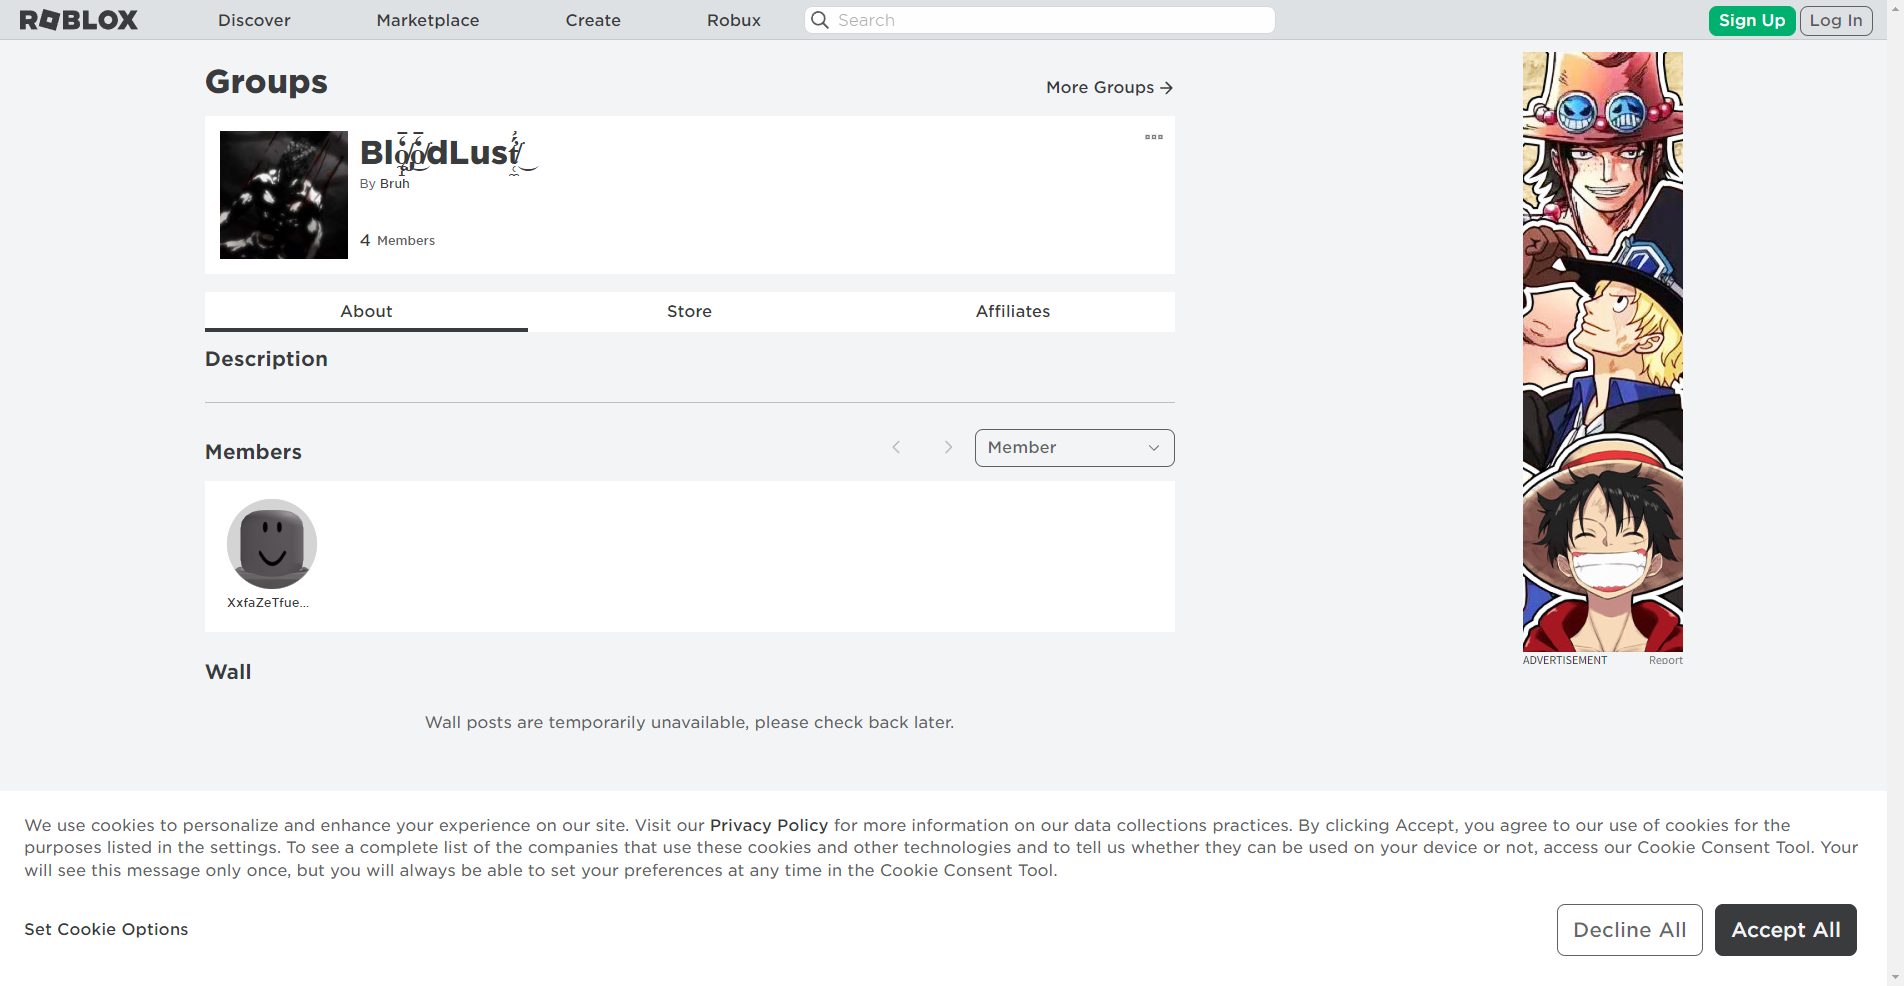 ROBLOX Discover Marketplace Create Robux Search Sign Up Log In
Groups
More Groups →
BloodLust
By Bruh
4 Members
About Store Affiliates
Description
Members
Member
XxfaZeTfue...
Wall
Wall posts are temporarily unavailable, please check back later.
ADVERTISEMENT Report
We use cookies to personalize and enhance your experience on our site. Visit our Privacy Policy for more information on our data collections practices. By clicking Accept, you agree to our use of cookies for the
purposes listed in the settings. To see a complete list of the companies that use these cookies and other technologies and to tell us whether they can be used on your device or not, access our Cookie Consent Tool. Your
will see this message only once, but you will always be able to set your preferences at any time in the Cookie Consent Tool.
Set Cookie Options
Decline All Accept All